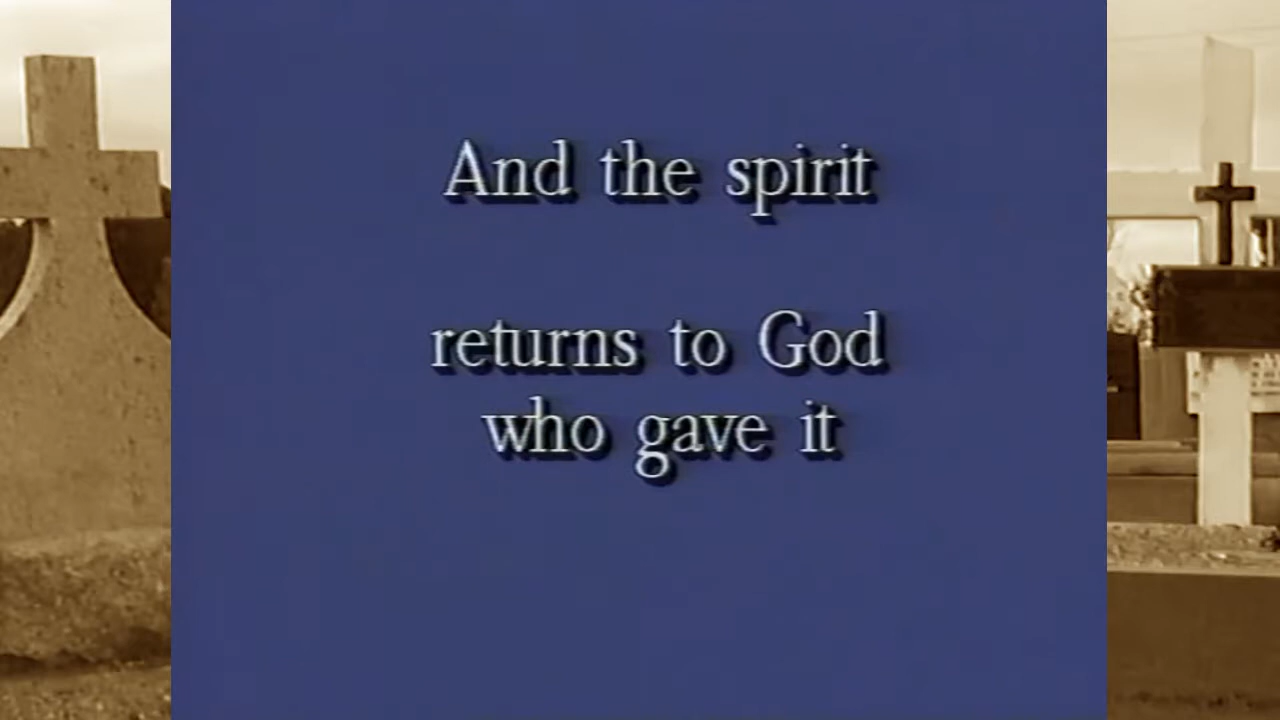 And the spirit
returns to God
who gave it